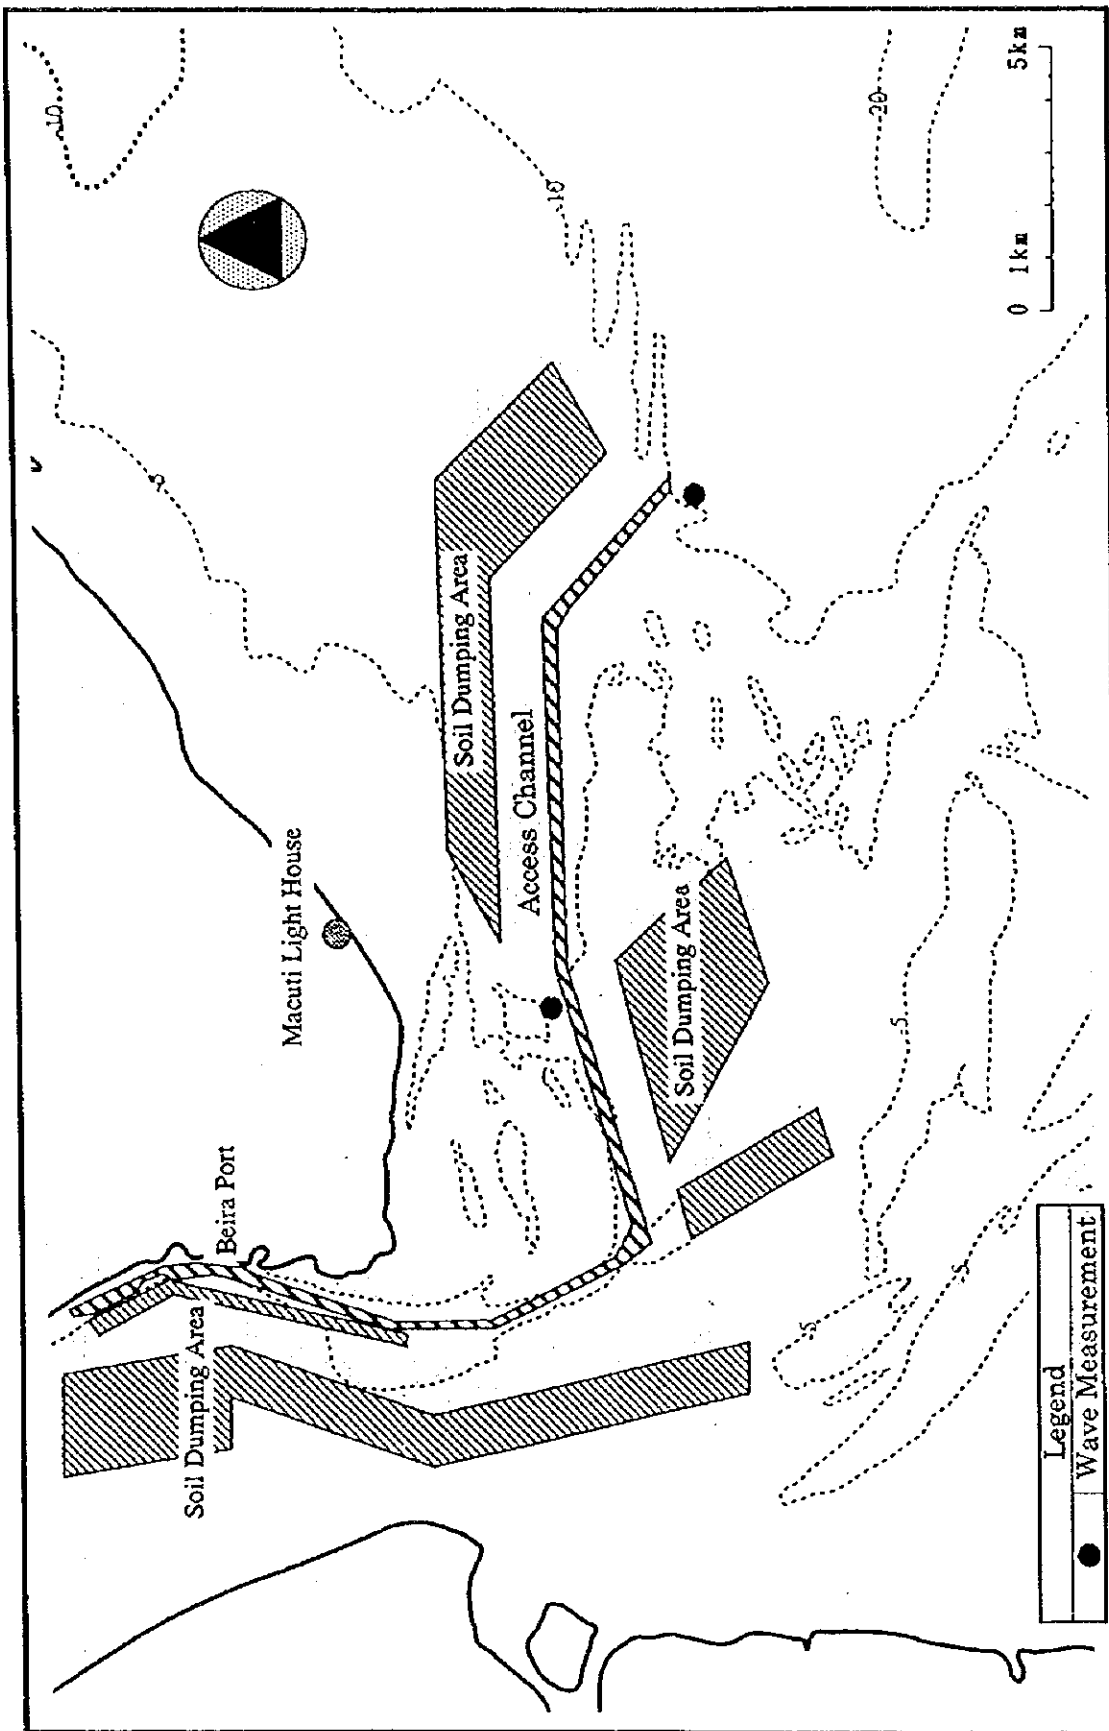 10
10
20
5
Macuti Light House
Beira Port
Soil Dumping Area
Access Channel
Soil Dumping Area
Soil Dumping Area
5
5
5
0 1km 5km
Legend
Wave Measurement